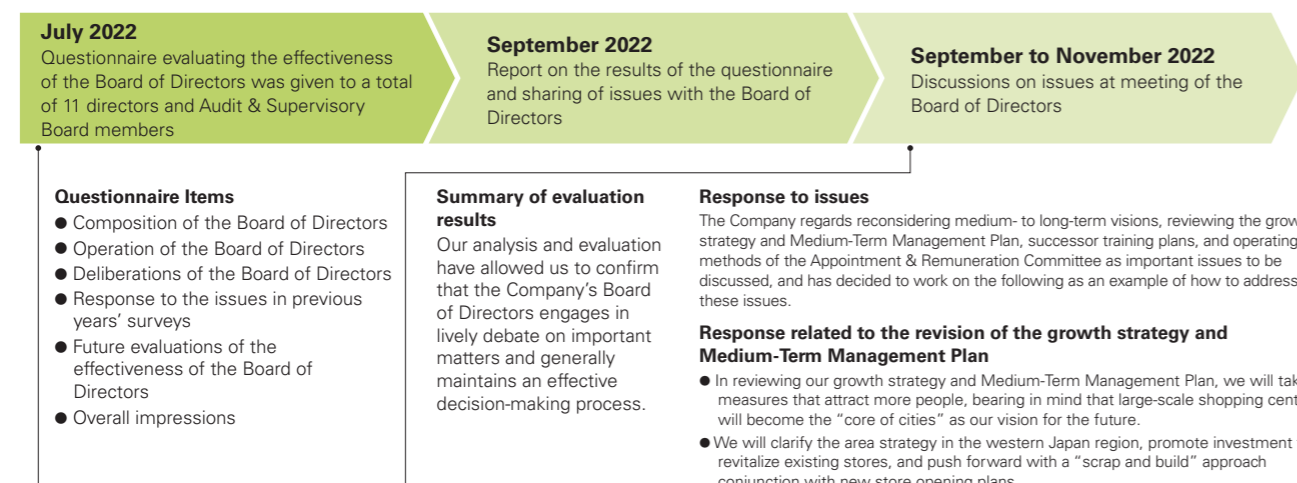 July 2022
Questionnaire evaluating the effectiveness
of the Board of Directors was given to a total
of 11 directors and Audit & Supervisory
Board members
September 2022
Report on the results of the questionnaire
and sharing of issues with the Board of
Directors
September to November 2022
Discussions on issues at meeting of the
Board of Directors
Questionnaire Items
● Composition of the Board of Directors
● Operation of the Board of Directors
● Deliberations of the Board of Directors
● Response to the issues in previous
years' surveys
● Future evaluations of the
effectiveness of the Board of
Directors
● Overall impressions
Summary of evaluation
results
Our analysis and evaluation
have allowed us to confirm
that the Company's Board
of Directors engages in
lively debate on important
matters and generally
maintains an effective
decision-making process.
Response to issues
The Company regards reconsidering medium- to long-term visions, reviewing the
strategy and Medium-Term Management Plan, successor training plans, and operating
methods of the Appointment & Remuneration Committee as important issues to be
discussed, and has decided to work on the following as an example of how to address
these issues.
Response related to the revision of the growth strategy and
Medium-Term Management Plan
● In reviewing our growth strategy and Medium-Term Management Plan, we will
measures that attract more people, bearing in mind that large-scale shopping
will become the "core of cities" as our vision for the future.
● We will clarify the area strategy in the western Japan region, promote investment
revitalize existing stores, and push forward with a "scrap and build" approach
conjunction with new store opening plans